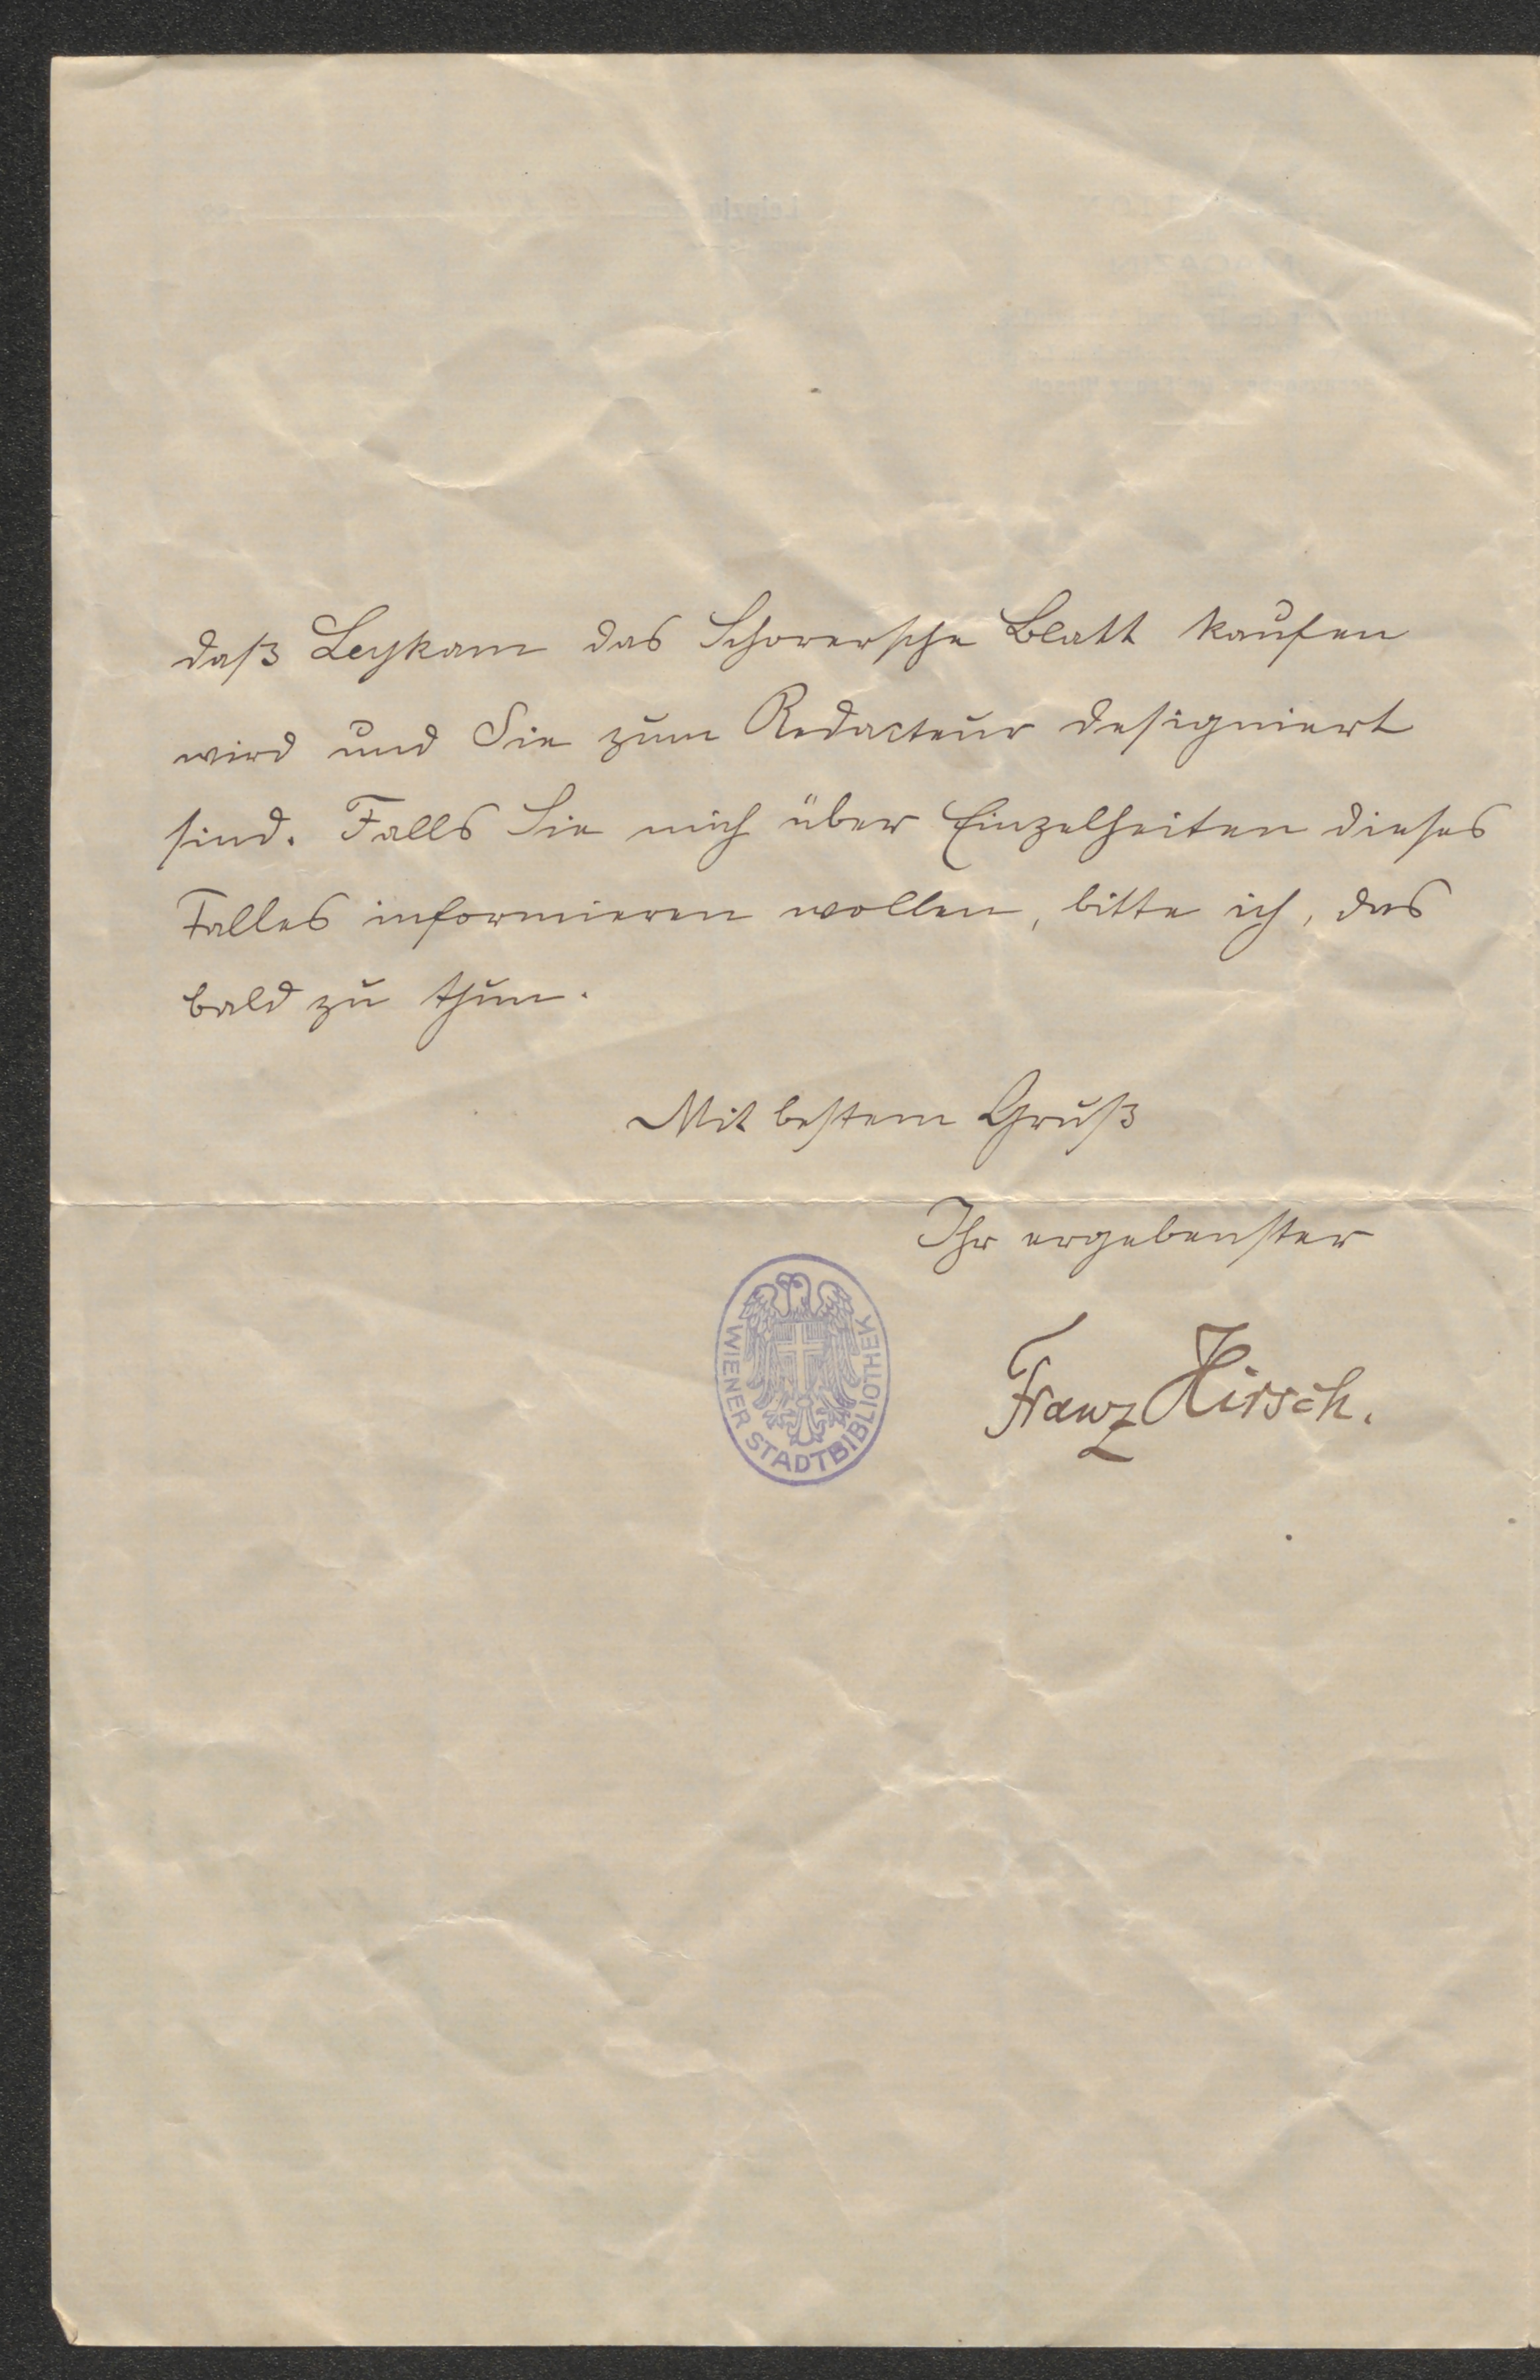 daß Leykam das Schorersche Blatt kaufen
wird und Sie zum Redacteur designiert
sind. Falls Sie mich über Einzelheiten dieses
Falles informieren wollen, bitte ich, das
bald zu thun.
Mit bestem Gruß
Ihr ergebenster
Franz Hirsch.
WIENER STADTBIBLIOTHEK